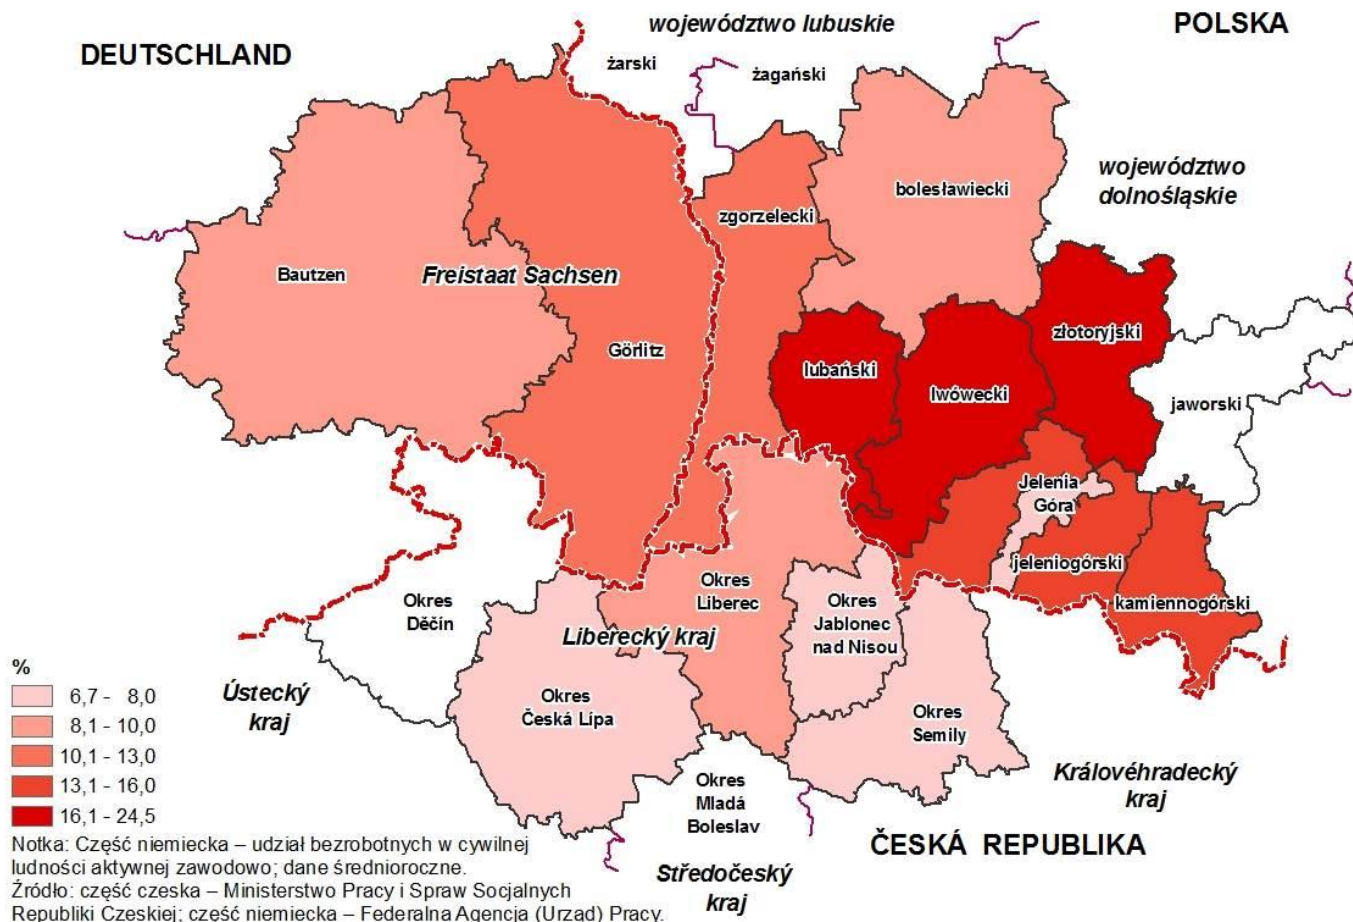 województwo lubuskie
POLSKA
DEUTSCHLAND
żarski
żagański
województwo
dolnośląskie
bolesławiecki
zgorzelecki
Bautzen
Freistaat Sachsen
złotoryjski
Görlitz
lubański
lwówecki
jaworski
Jelenia
Góra
jeleniogórski
kamiennogórski
Okres
Děčín
Okres
Liberec
Okres
Jablonec
nad Nisou
Liberecký kraj
Ústecký
kraj
Okres
Česká Lípa
Okres
Semily
Okres
Mladá
Boleslav
Královéhradecký
kraj
ČESKÁ REPUBLIKA
Středočeský
kraj
%
6,7 - 8,0
8,1 - 10,0
10,1 - 13,0
13,1 - 16,0
16,1 - 24,5
Notka: Część niemiecka – udział bezrobotnych w cywilnej
ludności aktywnej zawodowo; dane średnioroczne.
Źródło: część czeska – Ministerstwo Pracy i Spraw Socjalnych
Republiki Czeskiej; część niemiecka – Federalna Agencja (Urząd) Pracy.